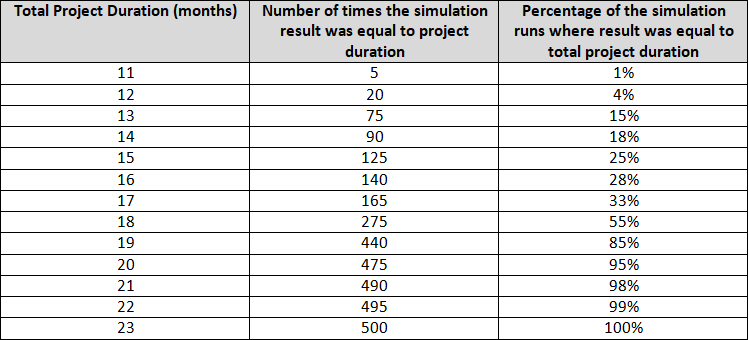 Total Project Duration (months) Number of times the simulation result was equal to project duration Percentage of the simulation runs where result was equal to total project duration
11 5 1%
12 20 4%
13 75 15%
14 90 18%
15 125 25%
16 140 28%
17 165 33%
18 275 55%
19 440 85%
20 475 95%
21 490 98%
22 495 99%
23 500 100%